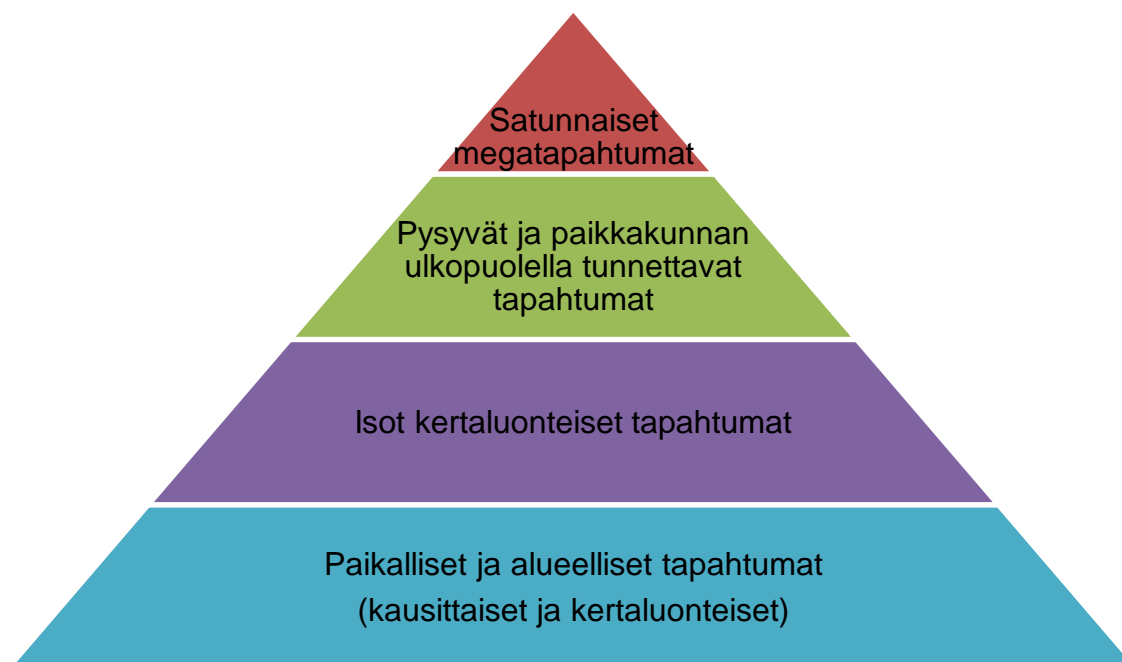 Satunnaiset
megatapahtumat
Pysyvät ja paikkakunnan
ulkopuolella tunnettavat
tapahtumat
Isot kertaluonteiset tapahtumat
Paikalliset ja alueelliset tapahtumat
(kausittaiset ja kertaluonteiset)